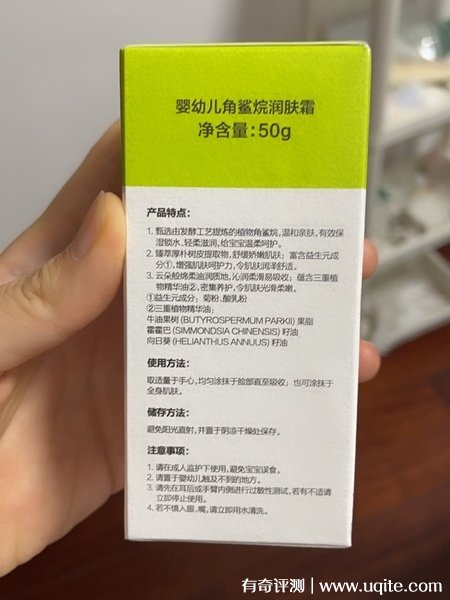 婴幼儿角鲨烷润肤霜
净含量：50g
产品特点：
1. 甄选由发酵工艺提炼的植物角鲨烷，温和亲肤，有效保
湿锁水、轻柔滋润，给宝宝温柔呵护。
2. 臻萃厚朴树皮提取物，舒缓娇嫩肌肤；富含益生元成
分①，增强肌肤呵护力，令肌肤润泽舒适。
3. 云朵般绵柔油润质地，沁润柔滑易吸收；蕴含三重植
物精华油②，密集养护，令肌肤光滑柔嫩。
①益生元成分：菊粉、酸乳粉
②三重植物精华油：
牛油果树 (BUTYROSPERMUM PARKII) 果脂
霍霍巴 (SIMMONDSIA CHINENSIS) 籽油
向日葵 (HELIANTHUS ANNUUS) 籽油
使用方法：
取适量于手心，均匀涂抹于脸部直至吸收；也可涂抹于
全身肌肤。
储存方法：
避免阳光直射，并置于阴凉干燥处保存。
注意事项：
1. 请在成人监护下使用，避免宝宝误食。
2. 请置于婴幼儿触及不到的地方。
3. 请先在耳后或手臂内侧进行过敏性测试，若有不适请
立即停止使用。
4. 若不慎入眼、嘴，请立即用水清洗。
有奇评测 | www.uqite.com